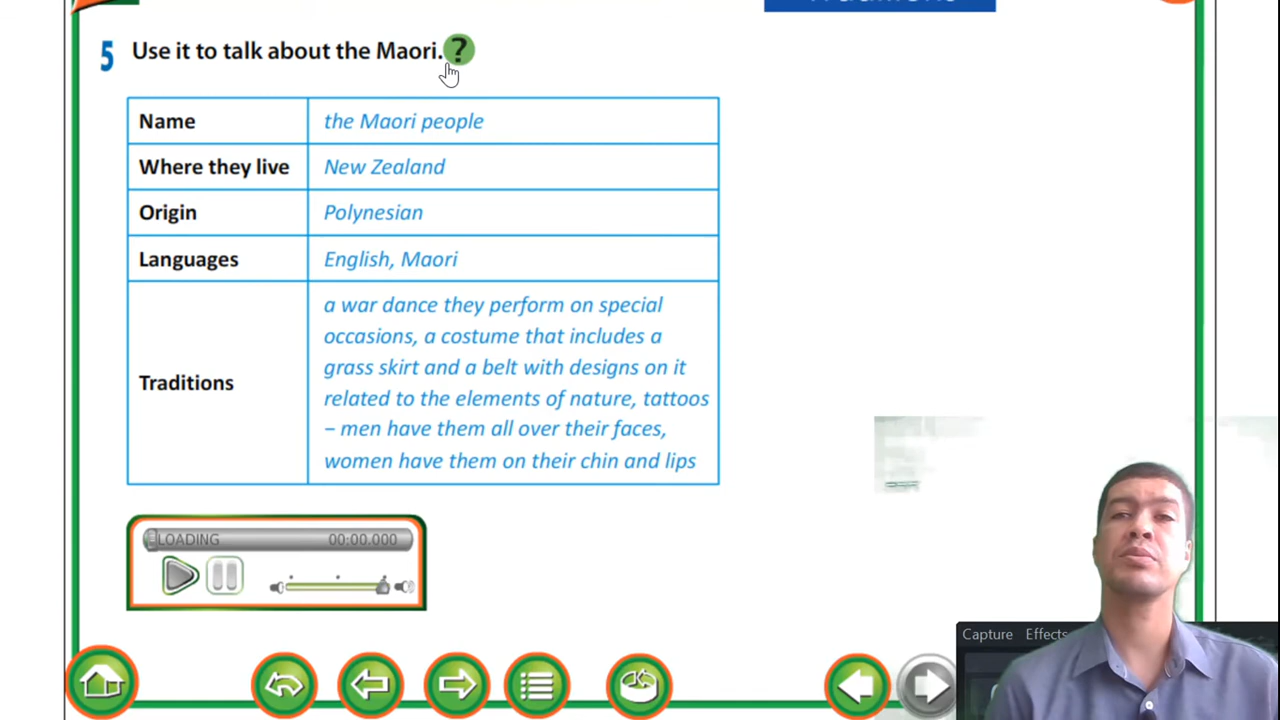 5 Use it to talk about the Maori. ?
Name the Maori people
Where they live New Zealand
Origin Polynesian
Languages English, Maori
Traditions
a war dance they perform on special
occasions, a costume that includes a
grass skirt and a belt with designs on it
related to the elements of nature, tattoos
– men have them all over their faces,
women have them on their chin and lips
LOADING 00:00.000
Capture Effects